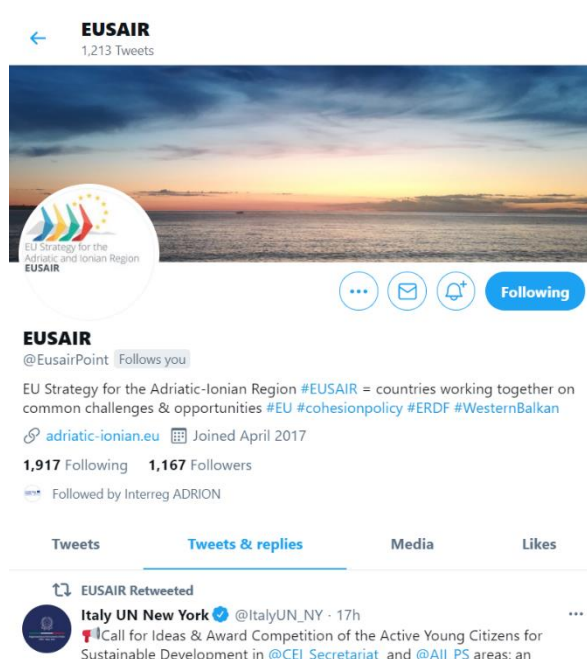 EUSAIR
1,213 Tweets
EU Strategy for the
Adriatic and Ionian Region
EUSAIR
Following
EUSAIR
@EusairPoint Follows you
EU Strategy for the Adriatic-Ionian Region #EUSAIR = countries working together on
common challenges & opportunities #EU #cohesionpolicy #ERDF #WesternBalkan
adriatic-ionian.eu Joined April 2017
1,917 Following 1,167 Followers
Followed by Interreg ADRION
Tweets Tweets & replies Media Likes
EUSAIR Retweeted
Italy UN New York @ItalyUN_NY · 17h
Call for Ideas & Award Competition of the Active Young Citizens for
Sustainable Development in @CEI_Secretariat and @AII_PS areas: an